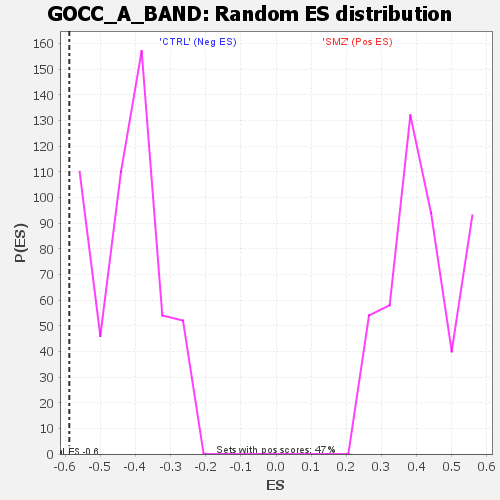 GOCC_A_BAND: Random ES distribution
'CTRL' (Neg ES) 'SMZ' (Pos ES)
160
150
140
130
120
110
100
90
80
70
60
50
40
30
20
10
0
P(ES)
ES -0.6
Sets with pos scores: 47%
-0.6 -0.5 -0.4 -0.3 -0.2 -0.1 0.0 0.1 0.2 0.3 0.4 0.5 0.6
ES